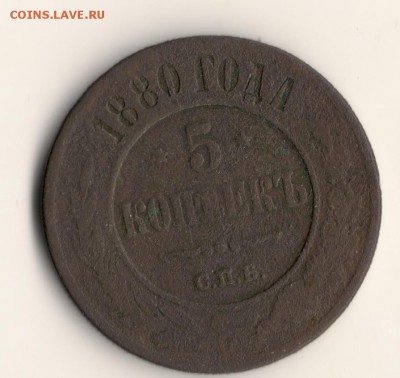 COINS.LAVE.RU
1880 ГОДА
5
КОПѢЕКЪ
С.П.Б.